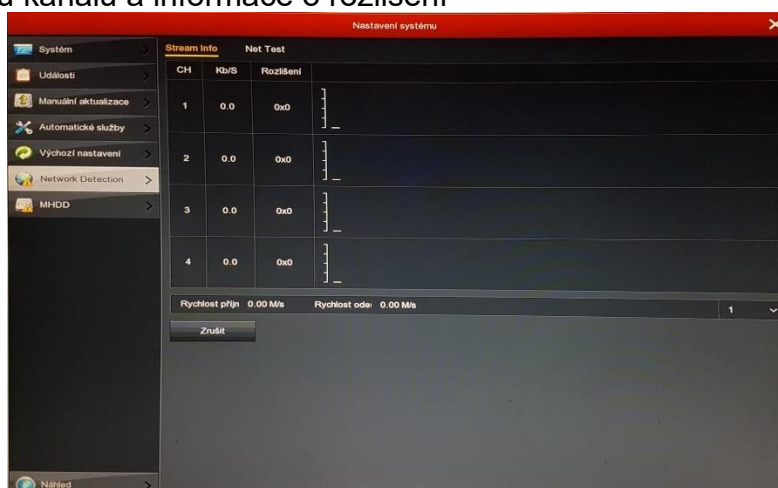 kanálu a informace o rozlišení
Nastavení systému
Systém
Události
Manuální aktualizace
Automatické služby
Výchozí nastavení
Network Detection
MHDD
Náhled
Stream Info Net Test
CH Kb/S Rozlišení
1 0.0 0x0
2 0.0 0x0
3 0.0 0x0
4 0.0 0x0
Rychlost příjn 0.00 M/s Rychlost ode 0.00 M/s 1
Zrušit